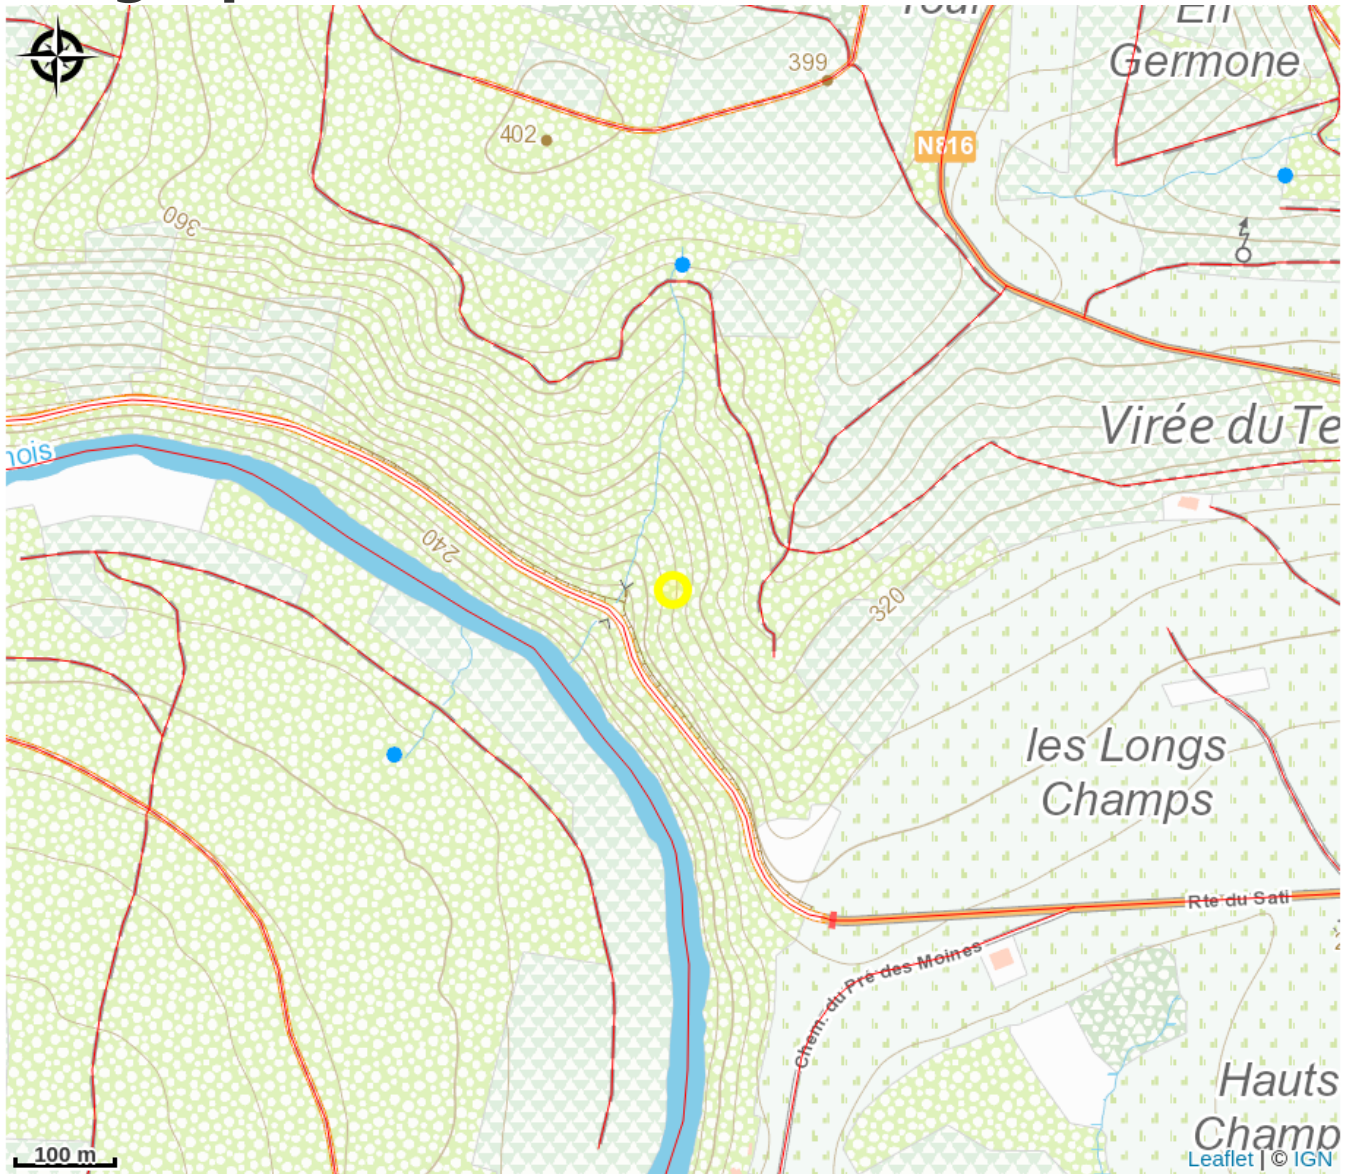 En
Germone
399
402
N816
360
nois
Virée du Te
240
320
les Longs
Champs
Rte du Sati
Chem. du Pré des Moines
Hauts
Champ
100 m
Leaflet | © IGN